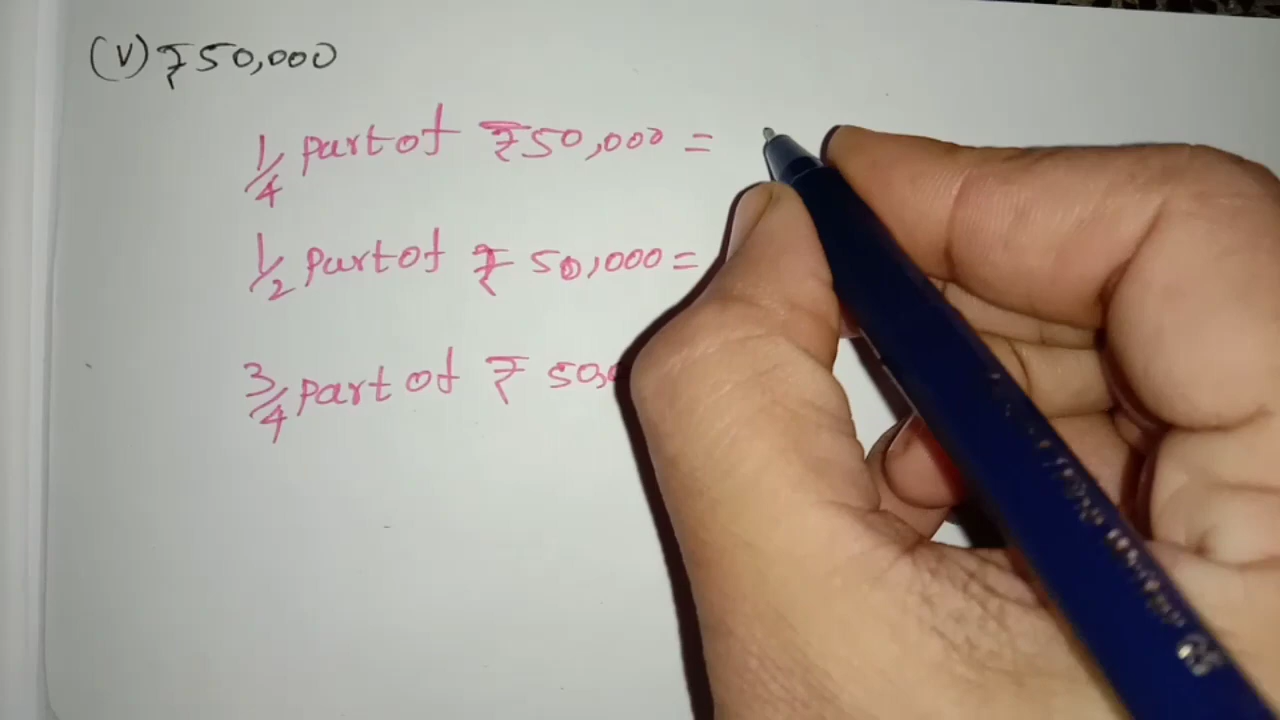 (V) ₹50,000
1/4 part of ₹50,000 =
1/2 part of ₹ 50,000 =
3/4 part of ₹ 50,0